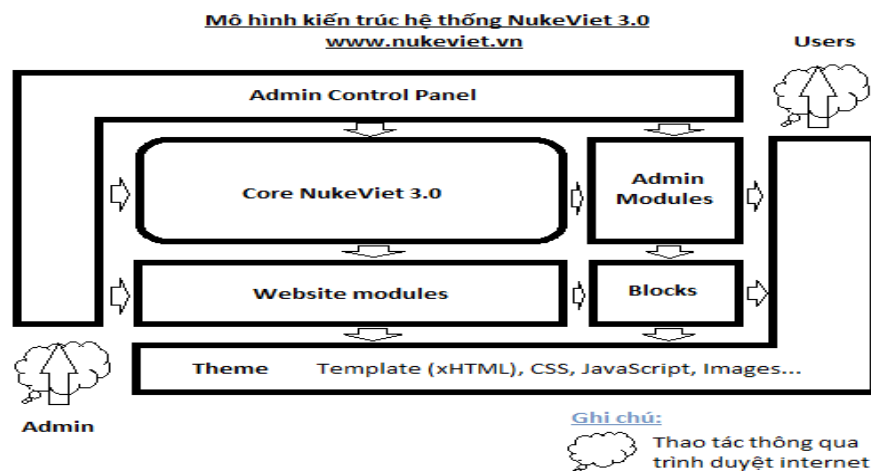 Mô hình kiến trúc hệ thống NukeViet 3.0
www.nukeviet.vn
Users
Admin Control Panel
Core NukeViet 3.0
Admin
Modules
Website modules
Blocks
Theme Template (xHTML), CSS, JavaScript, Images...
Admin
Ghi chú:
Thao tác thông qua
trình duyệt internet